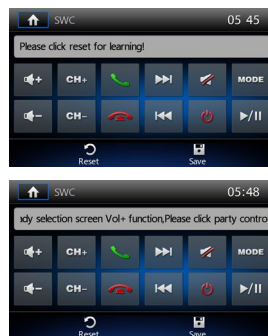 SWC 05 45
Please click reset for learning!
CH+ MODE
CH-
Reset Save
SWC 05:48
selection screen Vol+ function,Please click party contro
CH+ MODE
CH-
Reset Save